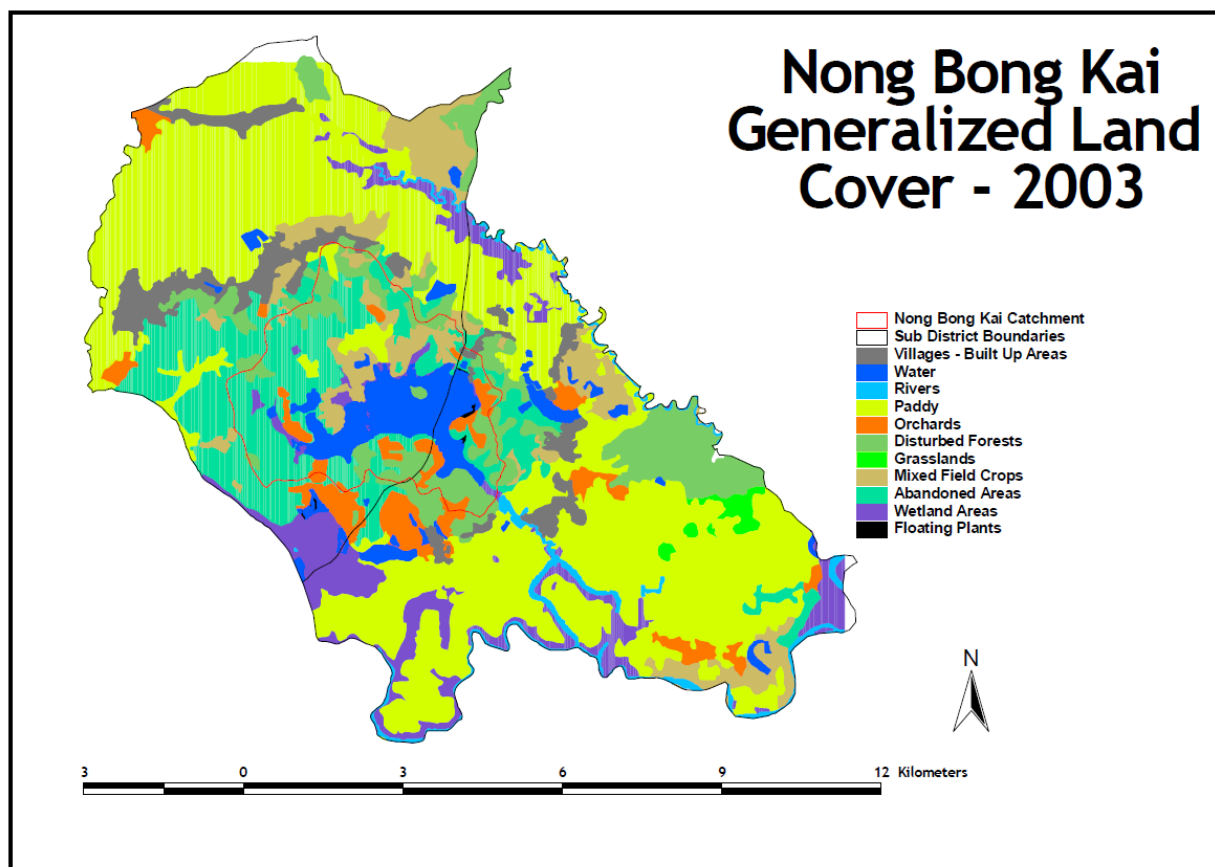 Nong Bong Kai
Generalized Land
Cover - 2003
Nong Bong Kai Catchment
Sub District Boundaries
Villages - Built Up Areas
Water
Rivers
Paddy
Orchards
Disturbed Forests
Grasslands
Mixed Field Crops
Abandoned Areas
Wetland Areas
Floating Plants
N
3 0 3 6 9 12 Kilometers